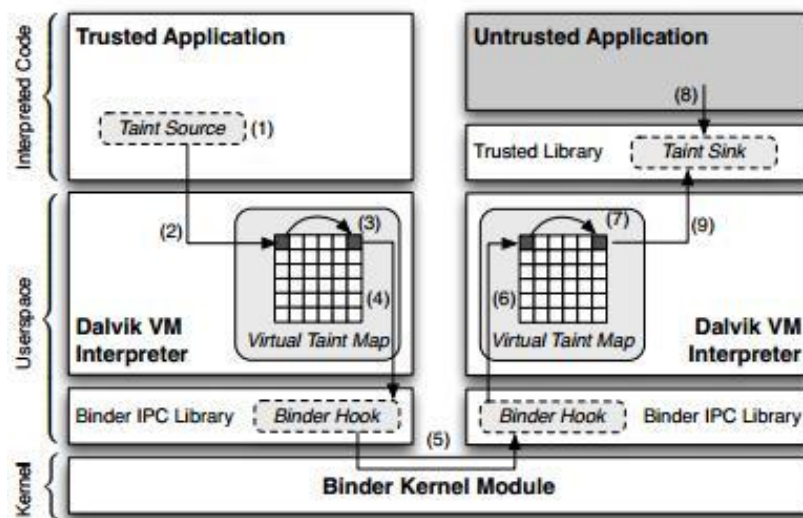 Interpreted Code
Userspace
Kernel
Trusted Application
Taint Source (1)
(2)
(3)
(4)
Virtual Taint Map
Dalvik VM
Interpreter
Binder IPC Library
Binder Hook
(5)
Untrusted Application
(8)
Trusted Library
Taint Sink
(7)
(9)
(6)
Virtual Taint Map
Dalvik VM
Interpreter
Binder Hook
Binder IPC Library
Binder Kernel Module